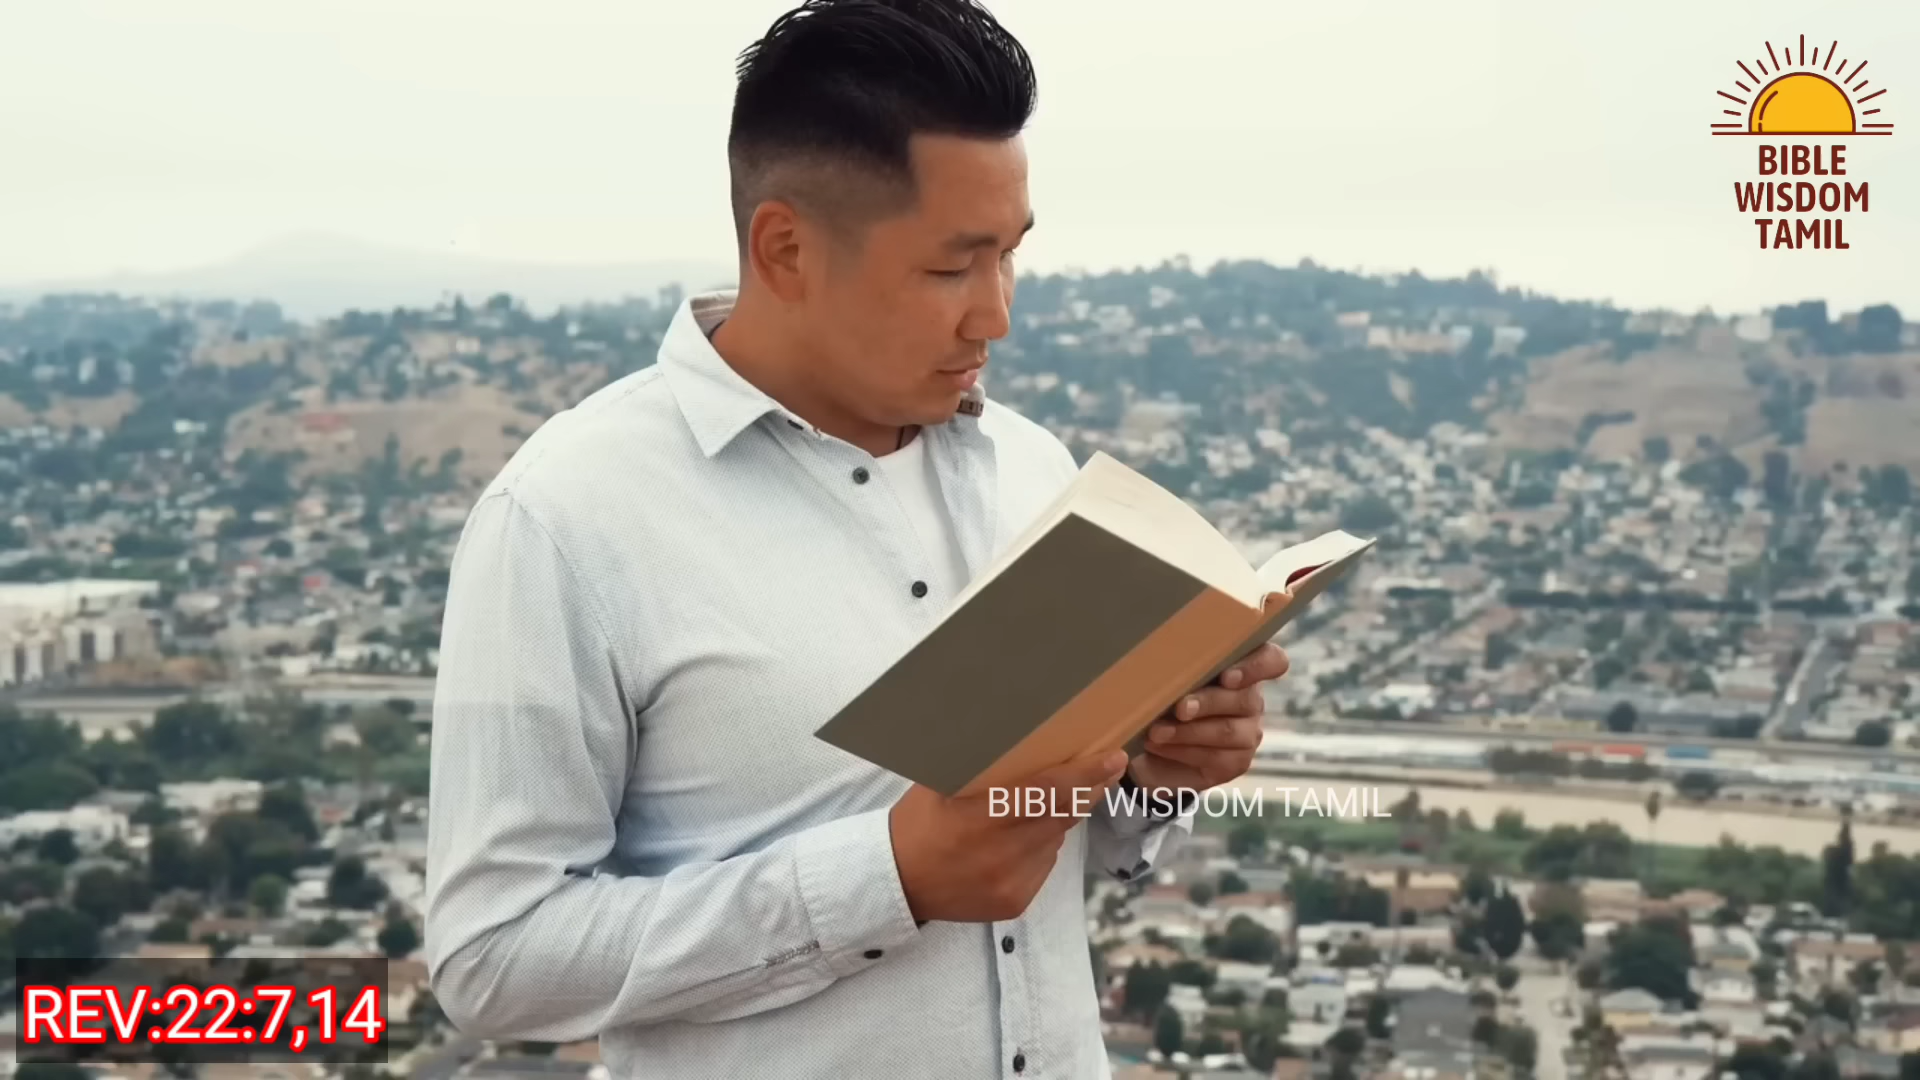 BIBLE
WISDOM
TAMIL
BIBLE WISDOM TAMIL
REV:22:7,14